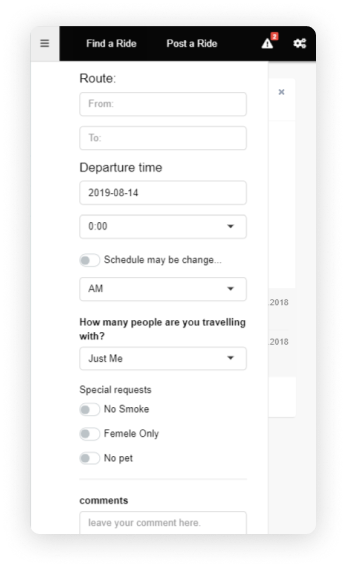 Find a Ride Post a Ride 2
Route:
From:
To:
Departure time
2019-08-14
0:00
Schedule may be change...
AM
.2018
How many people are you travelling
with?
.2018
Just Me
Special requests
No Smoke
Femele Only
No pet
comments
leave your comment here.